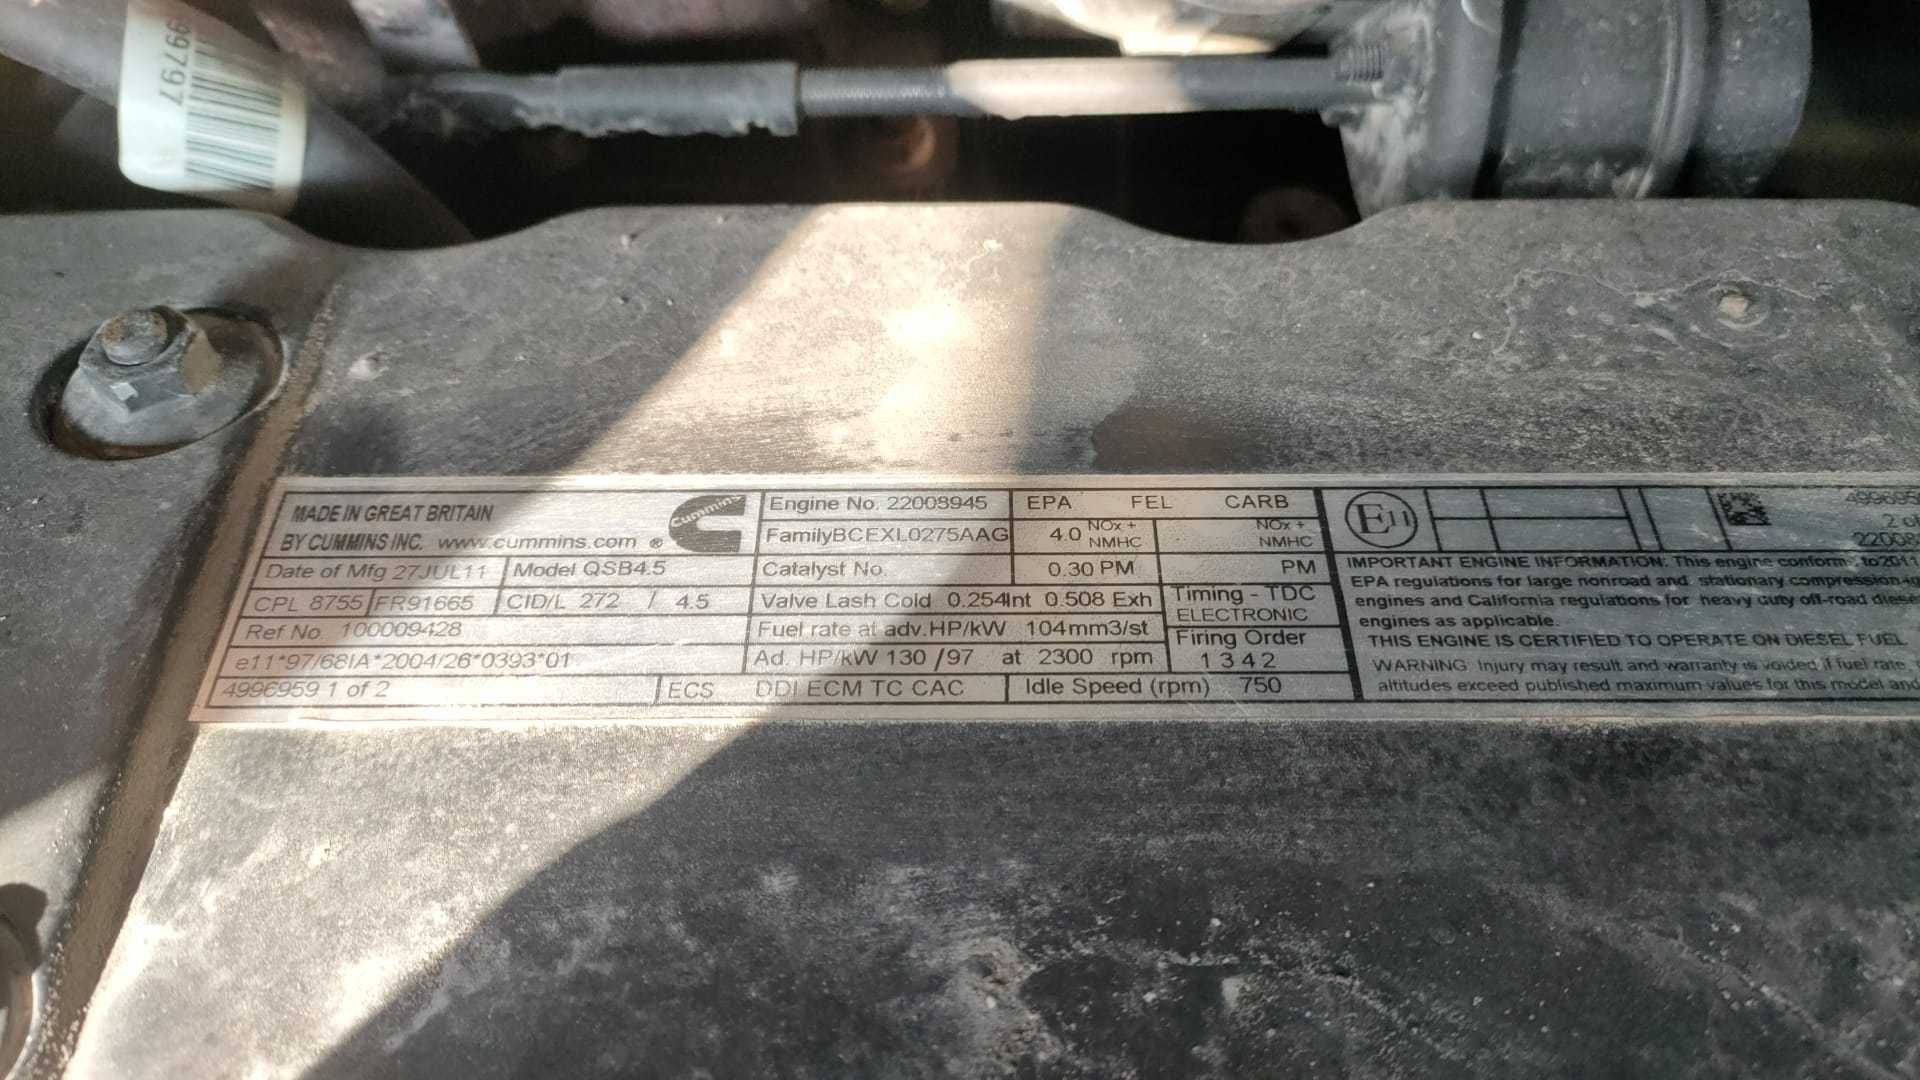 99797
MADE IN GREAT BRITAIN
BY CUMMINS INC. www.cummins.com ®
Cummins
Date of Mfg 27JUL11 Model QSB4.5
CPL 8755 FR91665 CID/L 272 / 4.5
Ref No. 100009428
e11*97/68IA*2004/26*0393*01
4996959 1 of 2
Engine No. 22008945
FamilyBCEXL0275AAG
Catalyst No.
Valve Lash Cold 0.254Int 0.508 Exh
Fuel rate at adv.HP/kW 104mm3/st
Ad. HP/kW 130 /97 at 2300 rpm
ECS DDI ECM TC CAC
Idle Speed (rpm) 750
EPA FEL CARB
4.0 NOx + NMHC NOx + NMHC
0.30 PM PM
Timing - TDC
ELECTRONIC
Firing Order
1 3 4 2
E11
499695
2 of
22008
IMPORTANT ENGINE INFORMATION: This engine conforms to 2011
EPA regulations for large nonroad and stationary compression
engines and California regulations for heavy duty off-road
engines as applicable.
THIS ENGINE IS CERTIFIED TO OPERATE ON DIESEL FUEL
WARNING Injury may result and warranty is voided if fuel rate,
altitudes exceed published maximum values for this model and